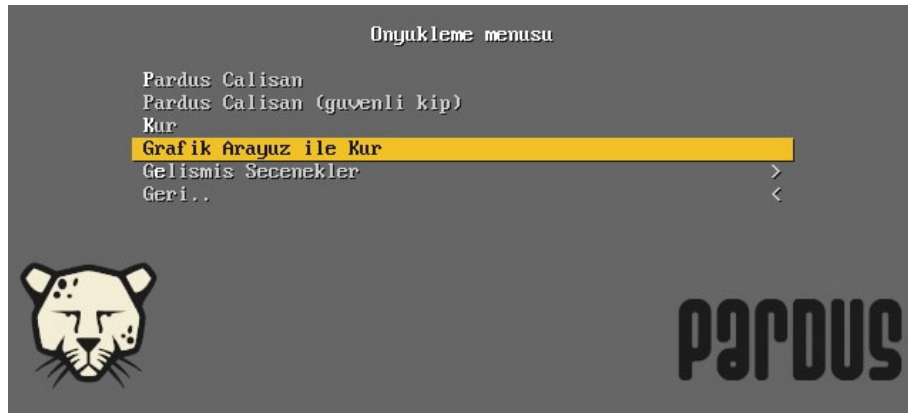 Onyukleme menusu
Pardus Calisan
Pardus Calisan (guvenli kip)
Kur
Grafik Arayuz ile Kur
Gelismis Secenekler >
Geri.. <
PARDUS